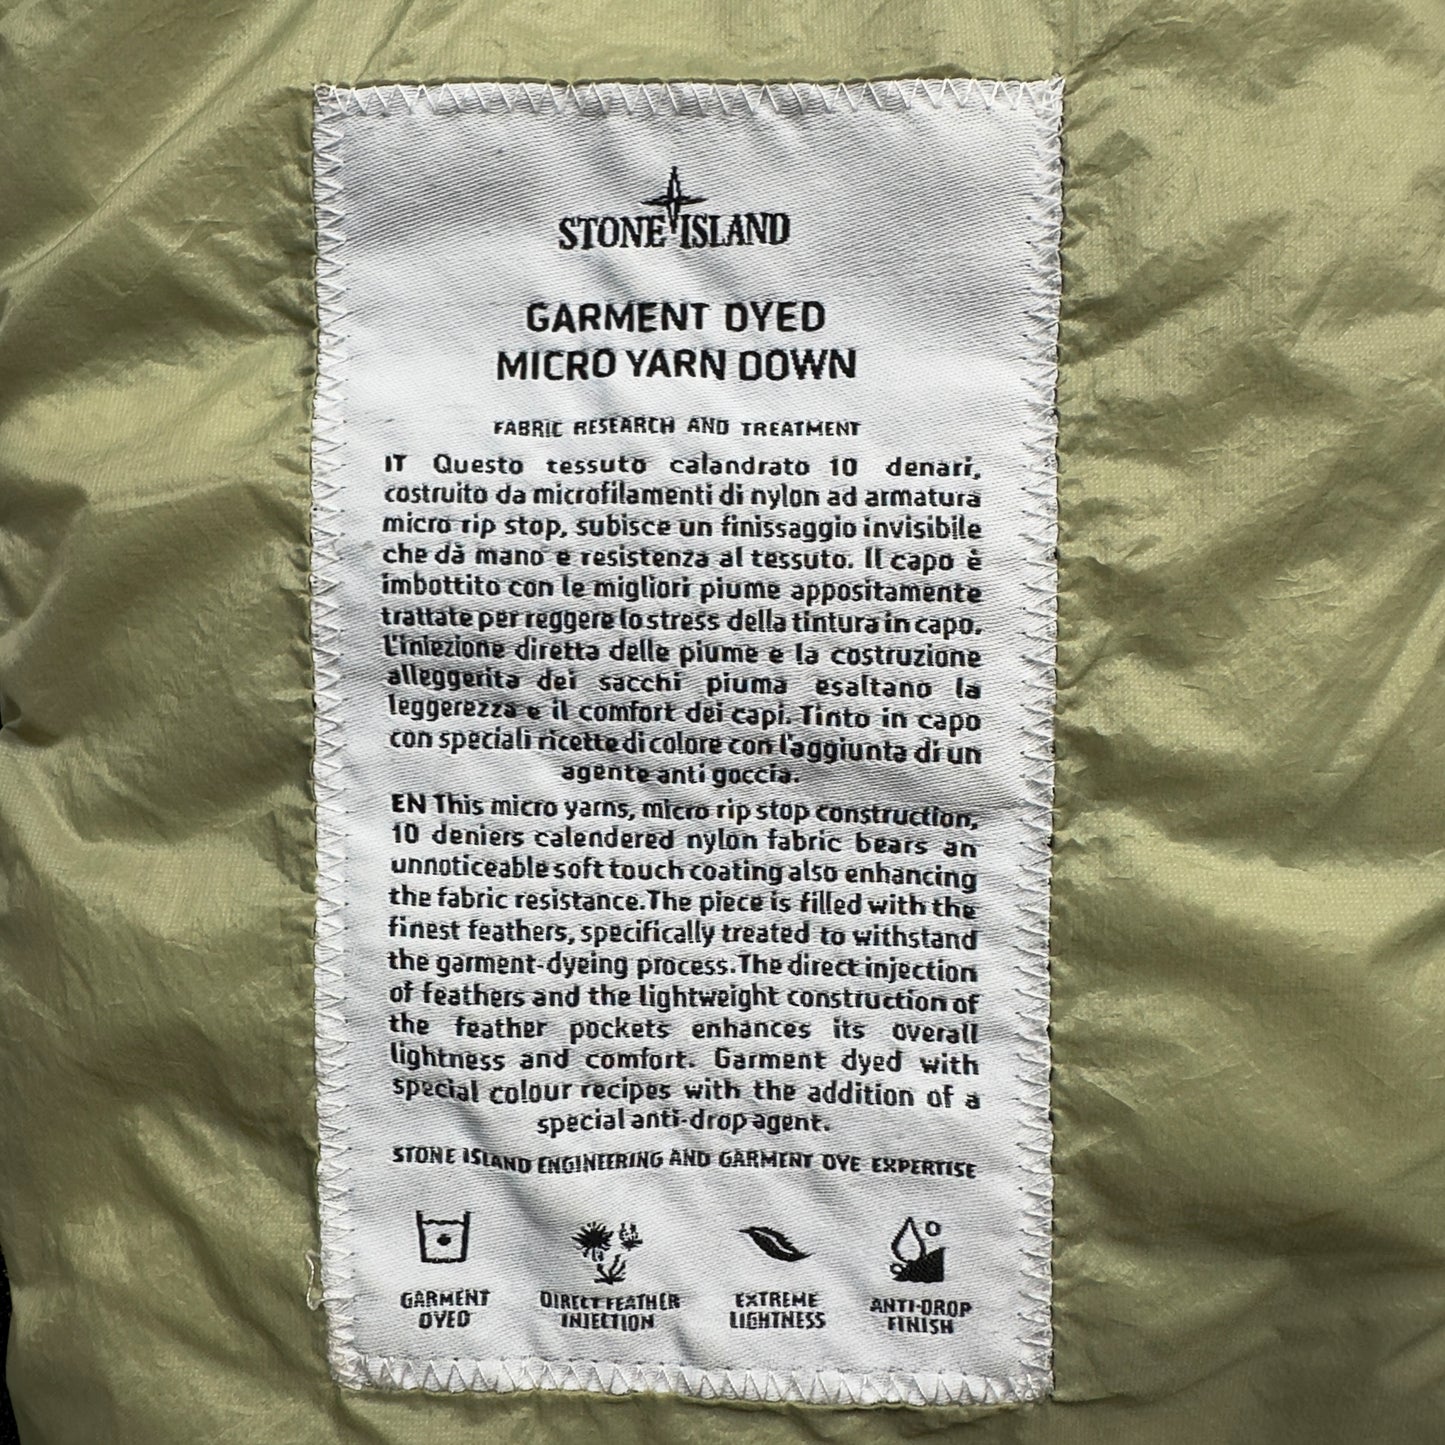 STONE ISLAND
GARMENT DYED
MICRO YARN DOWN
FABRIC RESEARCH AND TREATMENT
IT Questo tessuto calandrato 10 denari,
costruito da microfilamenti di nylon ad armatura
micro rip stop, subisce un finissaggio invisibile
che dà mano e resistenza al tessuto. Il capo è
imbottito con le migliori piume appositamente
trattate per reggere lo stress della tintura in capo.
L'iniezione diretta delle piume e la costruzione
alleggerita dei sacchi piuma esaltano la
leggerezza e il comfort dei capi. Tinto in capo
con speciali ricette di colore con l'aggiunta di un
agente anti goccia.
EN This micro yarns, micro rip stop construction,
10 deniers calendered nylon fabric bears an
unnoticeable soft touch coating also enhancing
the fabric resistance. The piece is filled with the
finest feathers, specifically treated to withstand
the garment-dyeing process. The direct injection
of feathers and the lightweight construction of
the feather pockets enhances its overall
lightness and comfort. Garment dyed with
special colour recipes with the addition of a
special anti-drop agent.
STONE ISLAND ENGINEERING AND GARMENT DYE EXPERTISE
GARMENT DYED
DIRECT FEATHER INJECTION
EXTREME LIGHTNESS
ANTI-DROP FINISH